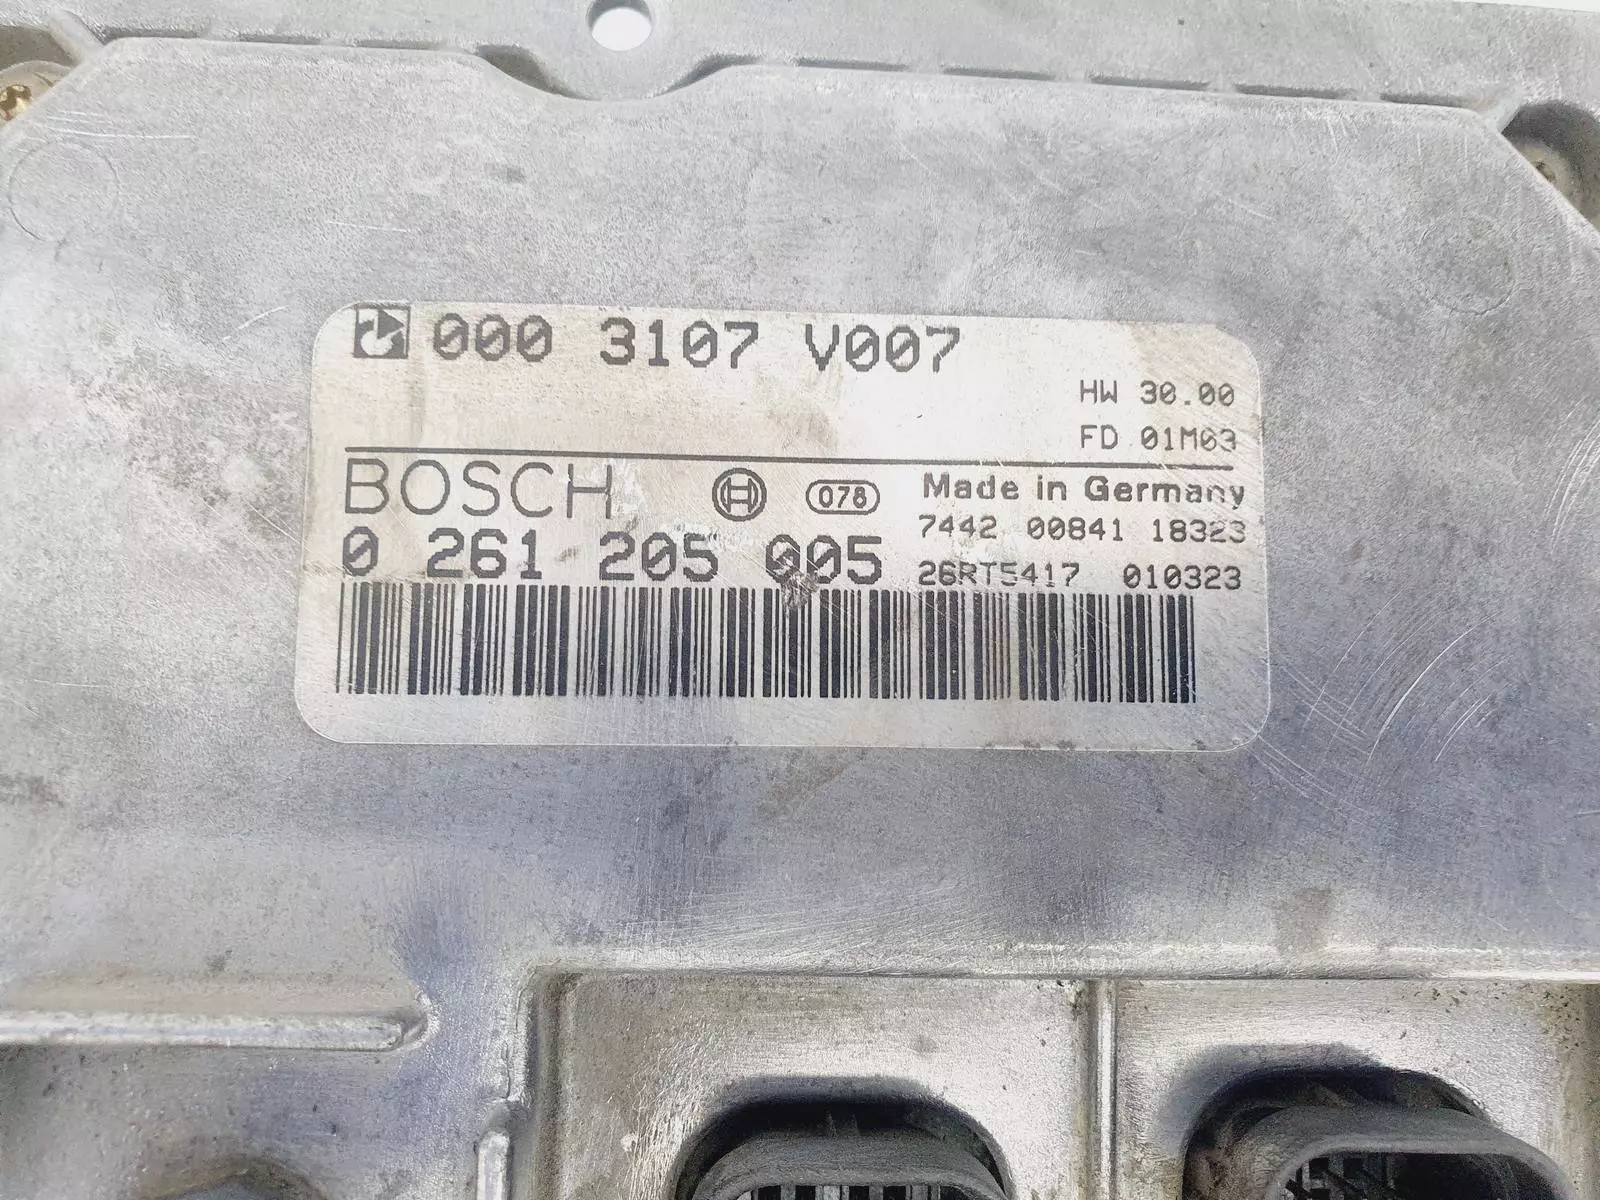 000 3107 V007
HW 30.00
FD 01M63
BOSCH 078 Made in Germany
0 261 205 005 7442 00841 18323
26RT5417 010323